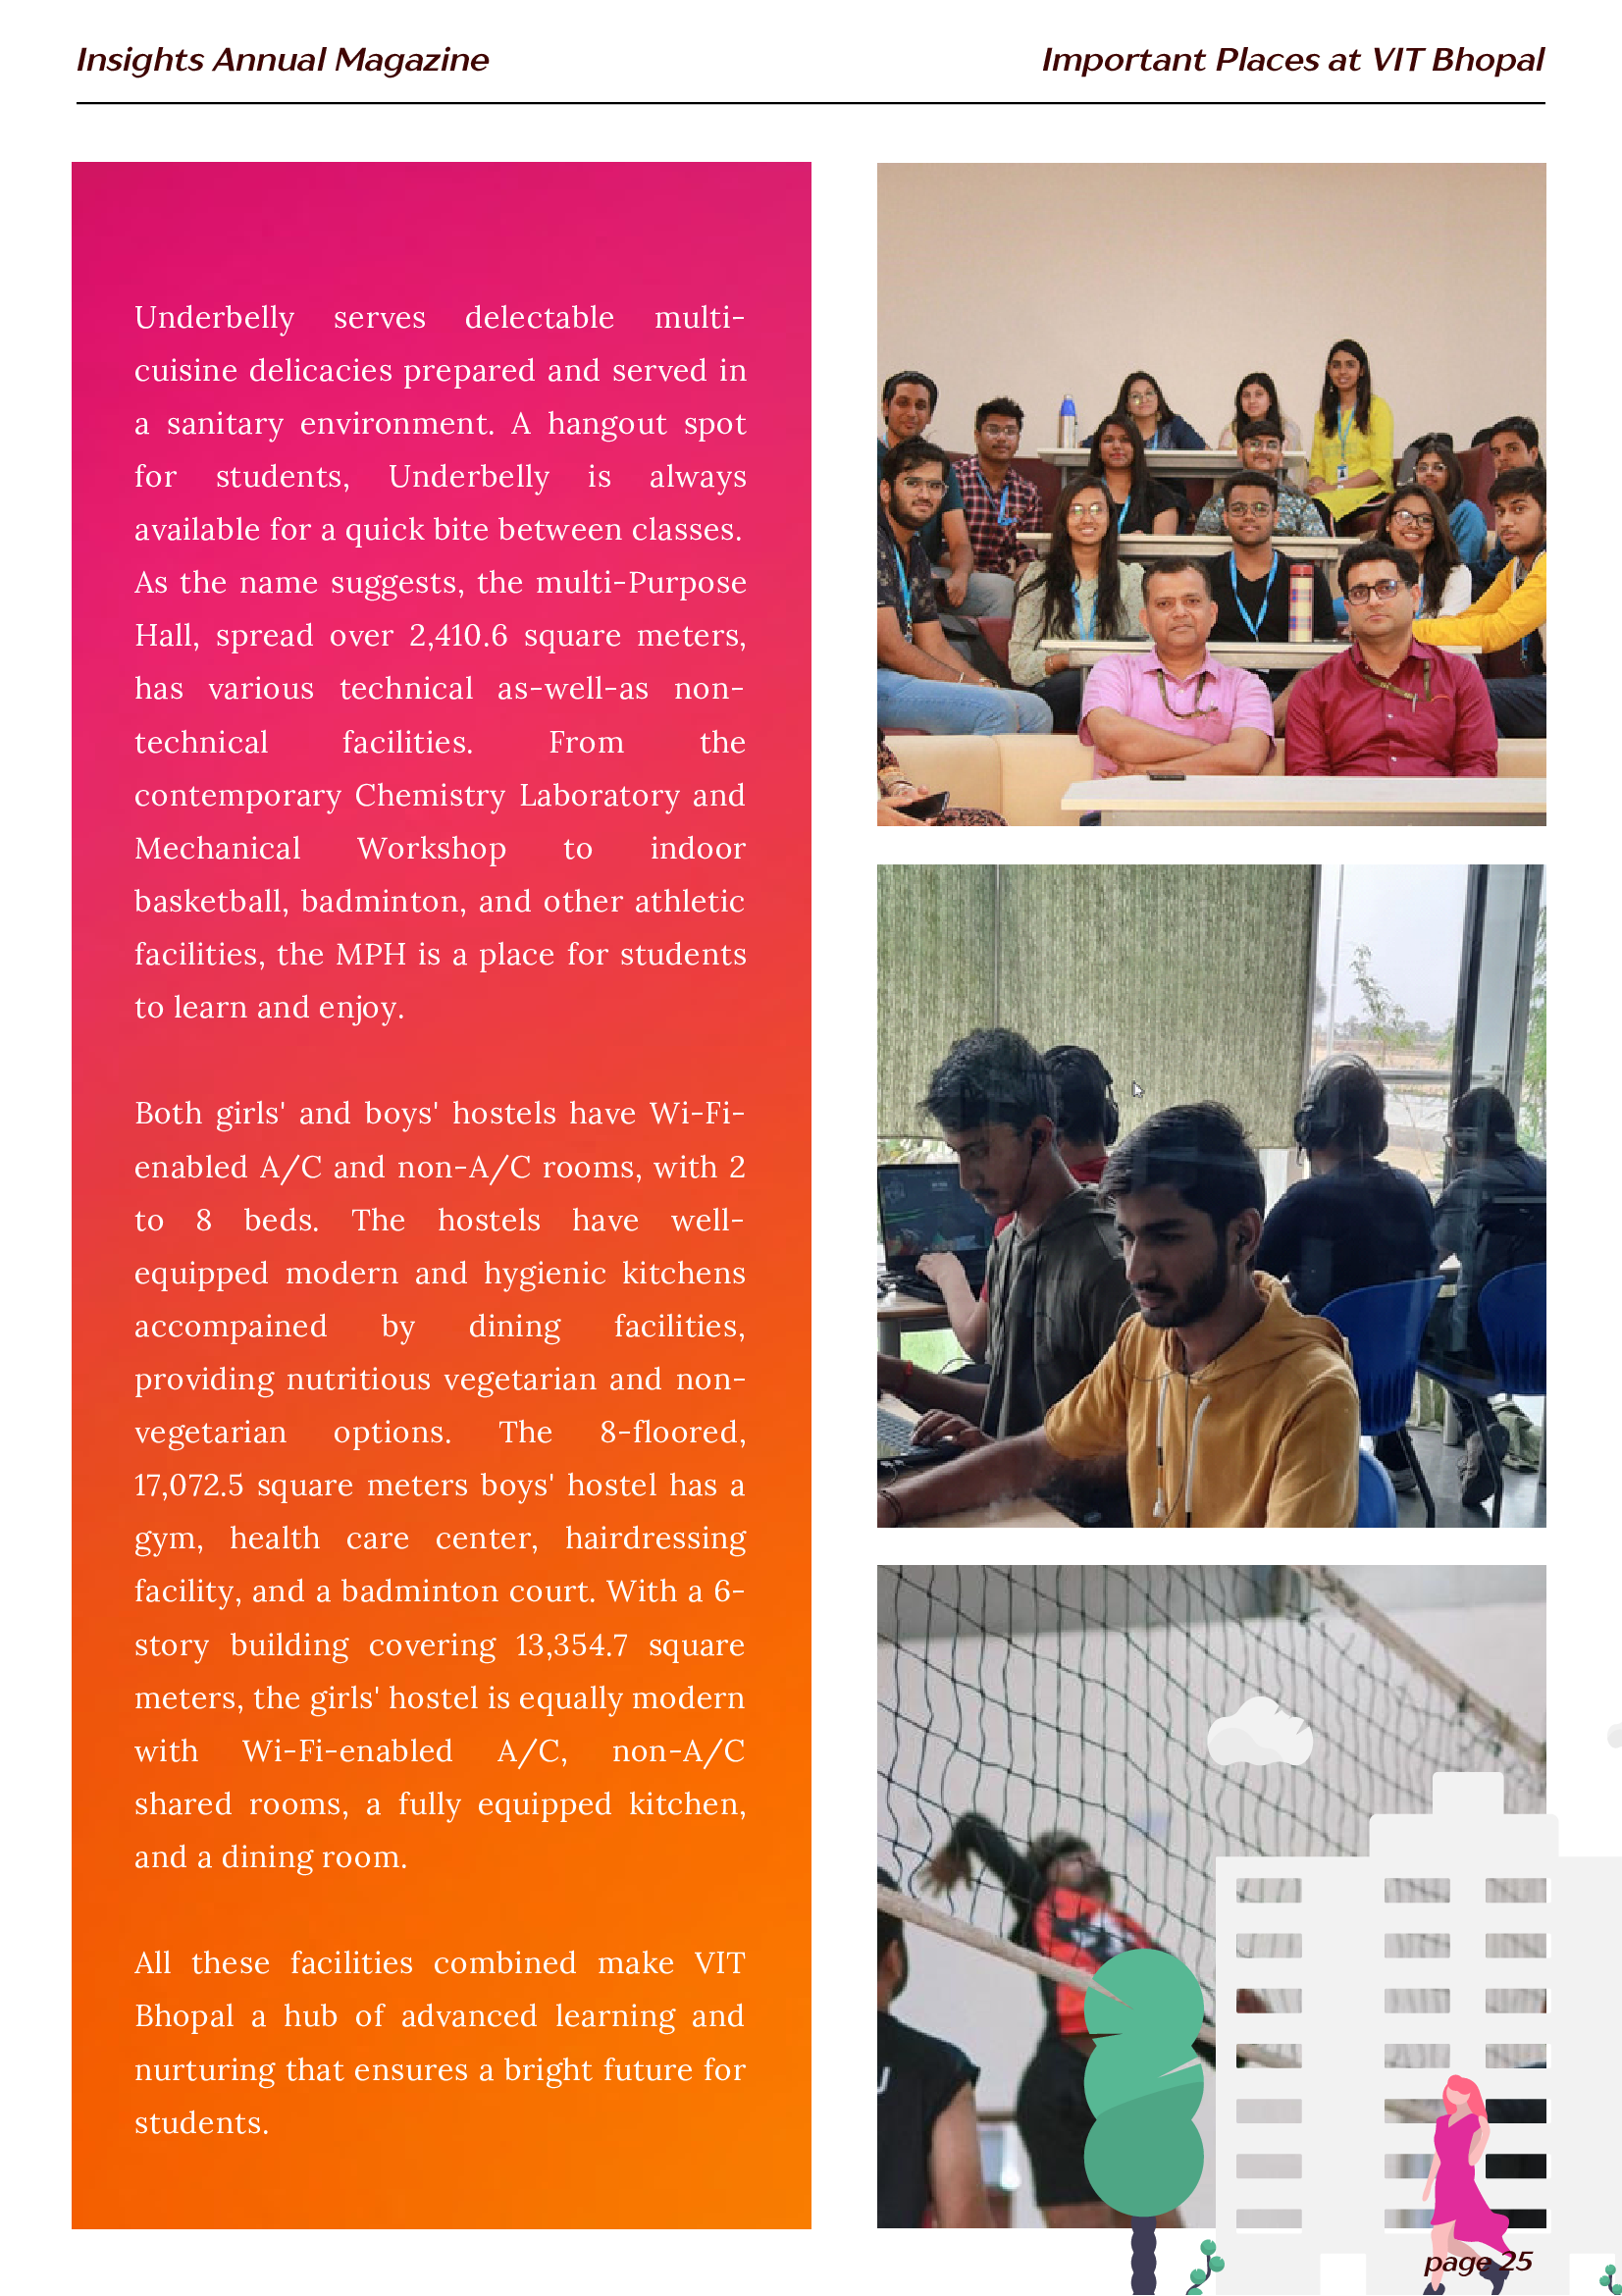 Insights Annual Magazine
Important Places at VIT Bhopal
Underbelly serves delectable multi-
cuisine delicacies prepared and served in
a sanitary environment. A hangout spot
for students, Underbelly is always
available for a quick bite between classes.
As the name suggests, the multi-Purpose
Hall, spread over 2,410.6 square meters,
has various technical as-well-as non-
technical facilities. From the
contemporary Chemistry Laboratory and
Mechanical Workshop to indoor
basketball, badminton, and other athletic
facilities, the MPH is a place for students
to learn and enjoy.
Both girls' and boys' hostels have Wi-Fi-
enabled A/C and non-A/C rooms, with 2
to 8 beds. The hostels have well-
equipped modern and hygienic kitchens
accompained by dining facilities,
providing nutritious vegetarian and non-
vegetarian options. The 8-floored,
17,072.5 square meters boys' hostel has a
gym, health care center, hairdressing
facility, and a badminton court. With a 6-
story building covering 13,354.7 square
meters, the girls' hostel is equally modern
with Wi-Fi-enabled A/C, non-A/C
shared rooms, a fully equipped kitchen,
and a dining room.
All these facilities combined make VIT
Bhopal a hub of advanced learning and
nurturing that ensures a bright future for
students.
page 25